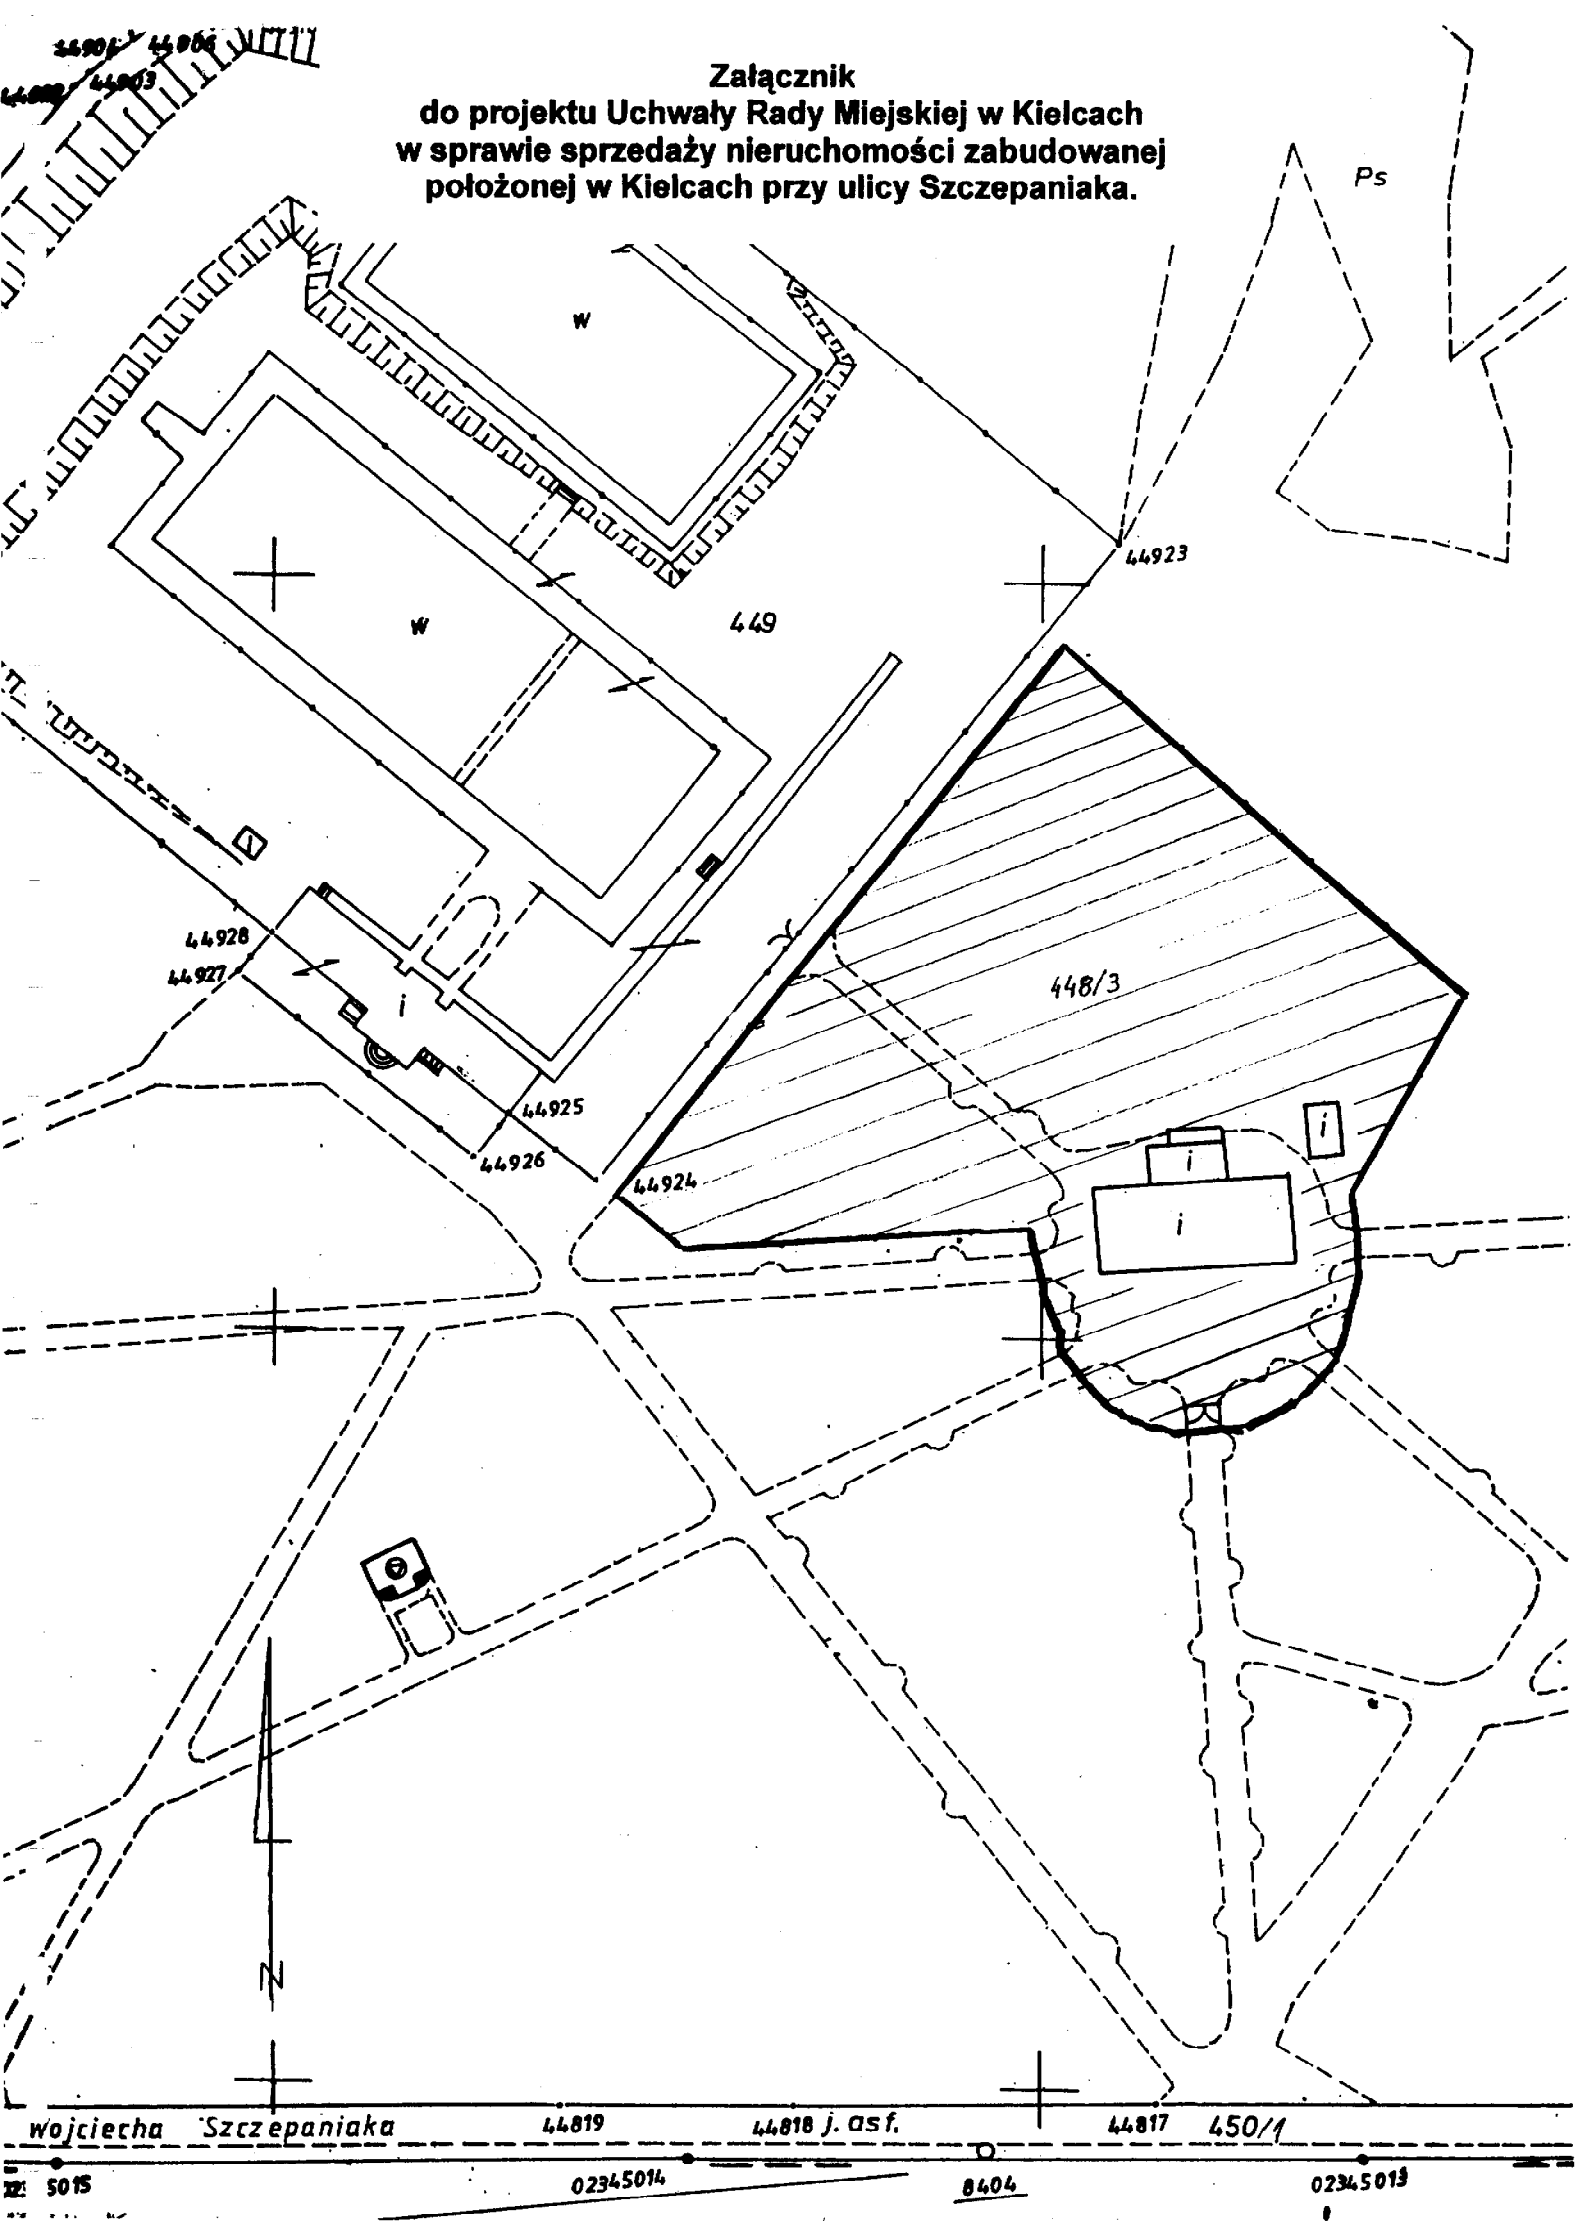 44906
44903
Załącznik
do projektu Uchwały Rady Miejskiej w Kielcach
w sprawie sprzedaży nieruchomości zabudowanej
położonej w Kielcach przy ulicy Szczepaniaka.
Ps
w
44923
449
w
44928
44927
i
448/3
44925
i
44926
i
44924
i
N
wojciecha Szczepaniaka
44819
44818 j. asf.
44817
450/1
5015
02345014
8404
02345013